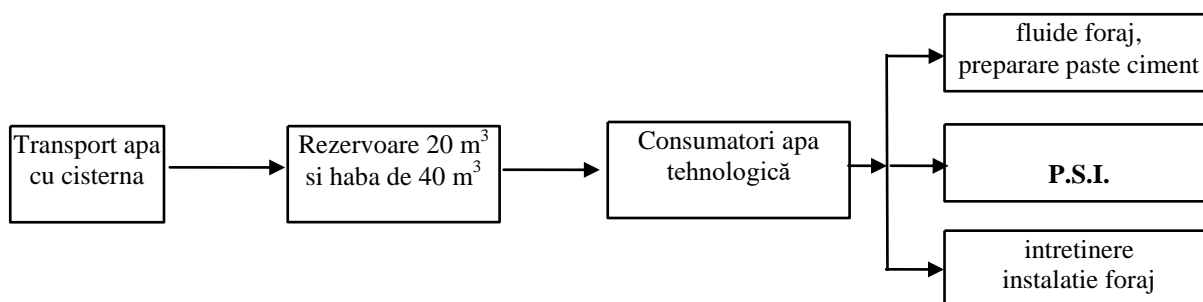 Transport apa
cu cisterna
Rezervoare 20 m³
si haba de 40 m³
Consumatori apa
tehnologică
fluide foraj,
preparare paste ciment
P.S.I.
intretinere
instalatie foraj